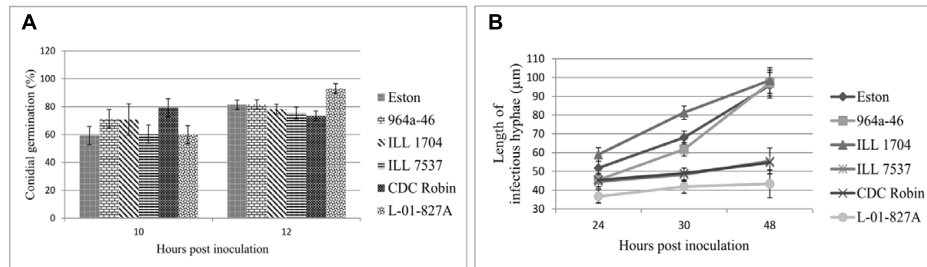 A
120
100
80
60
40
20
0
Conidial germination (%)
10
12
Hours post inoculation
Eston
964a-46
ILL 1704
ILL 7537
CDC Robin
L-01-827A
B
110
100
90
80
70
60
50
40
30
Length of
infectious hyphae (μm)
24
30
48
Hours post inoculation
Eston
964a-46
ILL 1704
ILL 7537
CDC Robin
L-01-827A